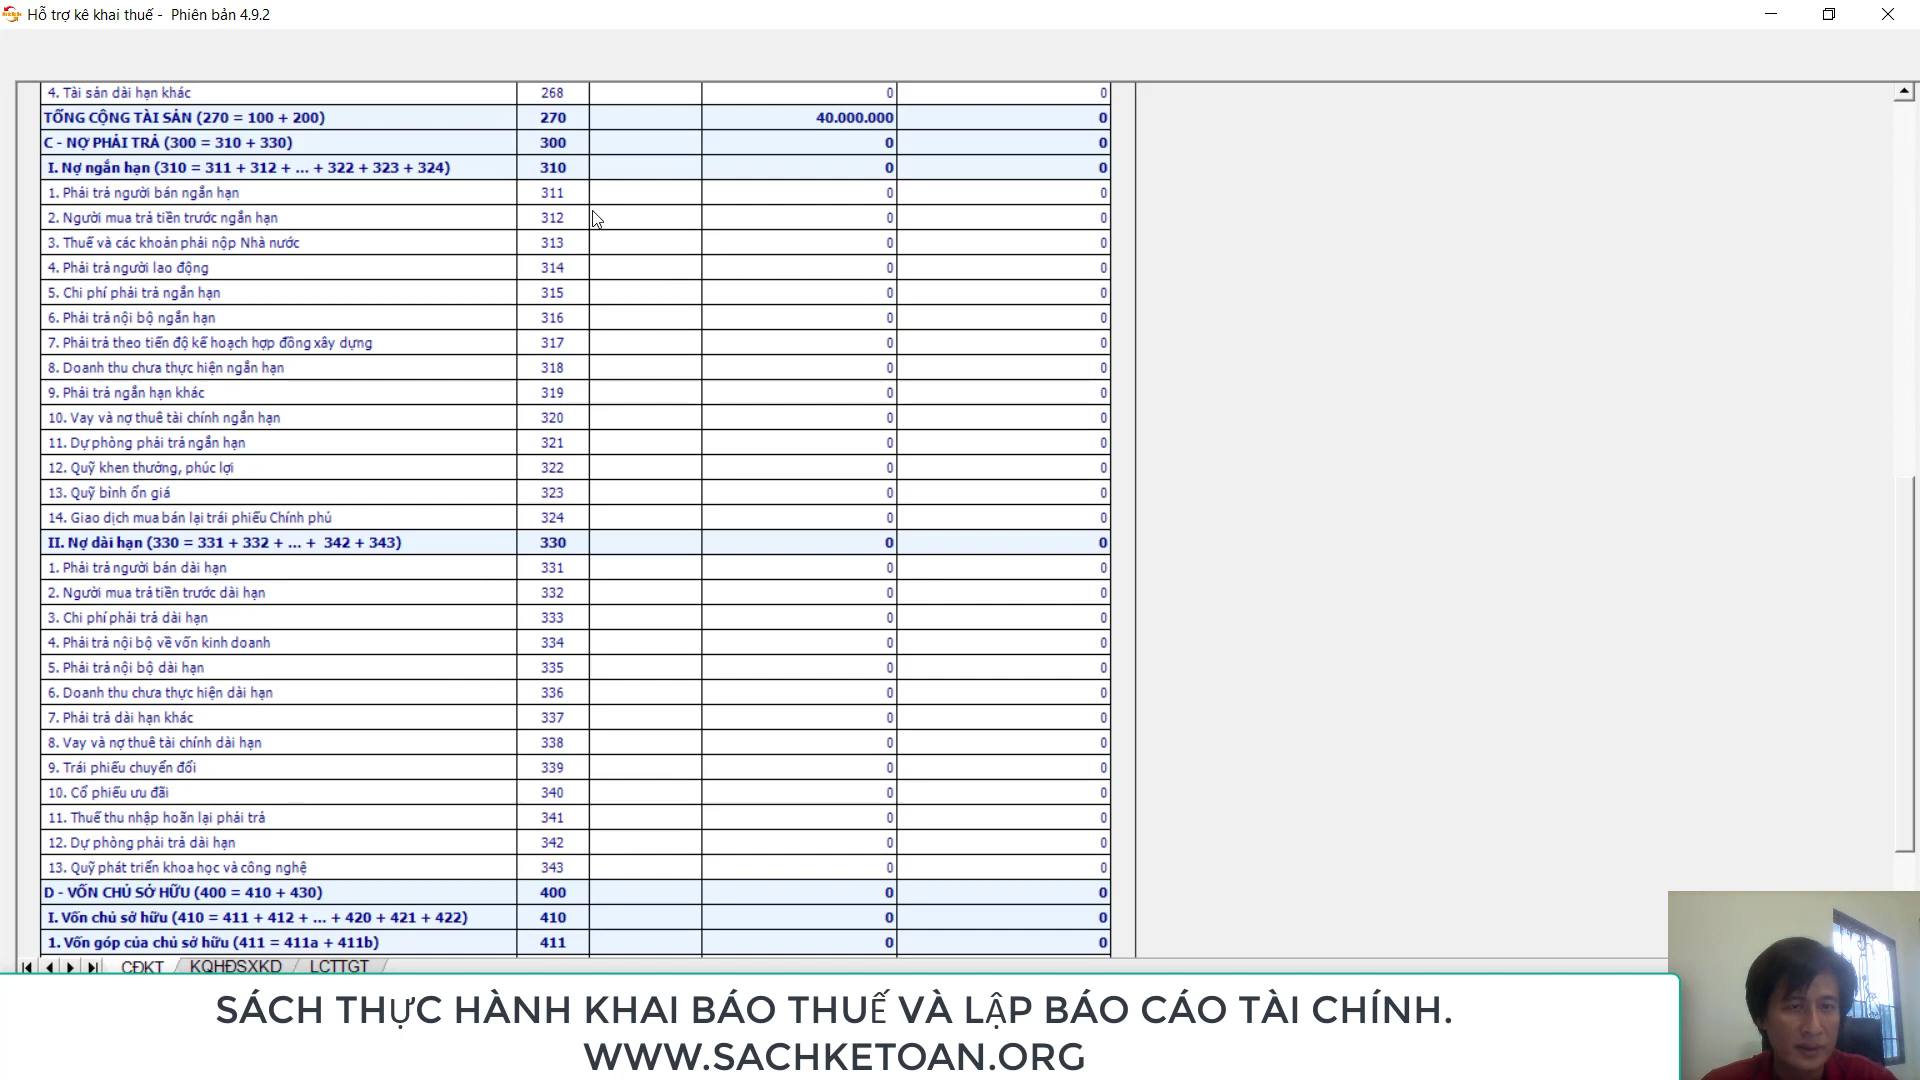 Hỗ trợ kê khai thuế - Phiên bản 4.9.2
4. Tài sản dài hạn khác 268 0 0
TỔNG CỘNG TÀI SẢN (270 = 100 + 200) 270 40.000.000 0
C - NỢ PHẢI TRẢ (300 = 310 + 330) 300 0 0
I. Nợ ngắn hạn (310 = 311 + 312 + ... + 322 + 323 + 324) 310 0 0
1. Phải trả người bán ngắn hạn 311 0 0
2. Người mua trả tiền trước ngắn hạn 312 0 0
3. Thuế và các khoản phải nộp Nhà nước 313 0 0
4. Phải trả người lao động 314 0 0
5. Chi phí phải trả ngắn hạn 315 0 0
6. Phải trả nội bộ ngắn hạn 316 0 0
7. Phải trả theo tiến độ kế hoạch hợp đồng xây dựng 317 0 0
8. Doanh thu chưa thực hiện ngắn hạn 318 0 0
9. Phải trả ngắn hạn khác 319 0 0
10. Vay và nợ thuê tài chính ngắn hạn 320 0 0
11. Dự phòng phải trả ngắn hạn 321 0 0
12. Quỹ khen thưởng, phúc lợi 322 0 0
13. Quỹ bình ổn giá 323 0 0
14. Giao dịch mua bán lại trái phiếu Chính phủ 324 0 0
II. Nợ dài hạn (330 = 331 + 332 + ... + 342 + 343) 330 0 0
1. Phải trả người bán dài hạn 331 0 0
2. Người mua trả tiền trước dài hạn 332 0 0
3. Chi phí phải trả dài hạn 333 0 0
4. Phải trả nội bộ về vốn kinh doanh 334 0 0
5. Phải trả nội bộ dài hạn 335 0 0
6. Doanh thu chưa thực hiện dài hạn 336 0 0
7. Phải trả dài hạn khác 337 0 0
8. Vay và nợ thuê tài chính dài hạn 338 0 0
9. Trái phiếu chuyển đổi 339 0 0
10. Cổ phiếu ưu đãi 340 0 0
11. Thuế thu nhập hoãn lại phải trả 341 0 0
12. Dự phòng phải trả dài hạn 342 0 0
13. Quỹ phát triển khoa học và công nghệ 343 0 0
D - VỐN CHỦ SỞ HỮU (400 = 410 + 430) 400 0 0
I. Vốn chủ sở hữu (410 = 411 + 412 + ... + 420 + 421 + 422) 410 0 0
1. Vốn góp của chủ sở hữu (411 = 411a + 411b) 411 0 0
CĐKT KQHĐSXKD LCTTGT
SÁCH THỰC HÀNH KHAI BÁO THUẾ VÀ LẬP BÁO CÁO TÀI CHÍNH.
WWW.SACHKETOAN.ORG